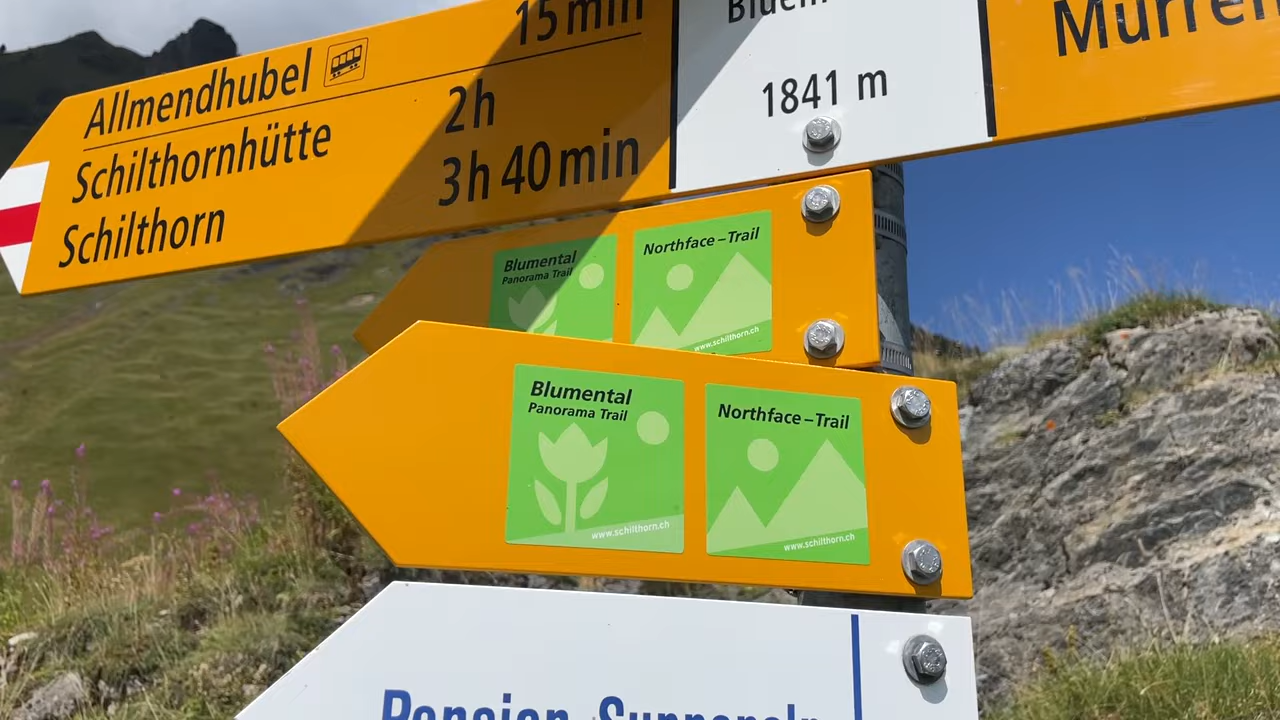 Allmendhubel 15 min
Schilthornhütte 2h
Schilthorn 3h 40 min
1841 m
Blumental
Panorama Trail
Northface-Trail
www.schilthorn.ch
Blumental
Panorama Trail
www.schilthorn.ch
Northface-Trail
www.schilthorn.ch
Pension